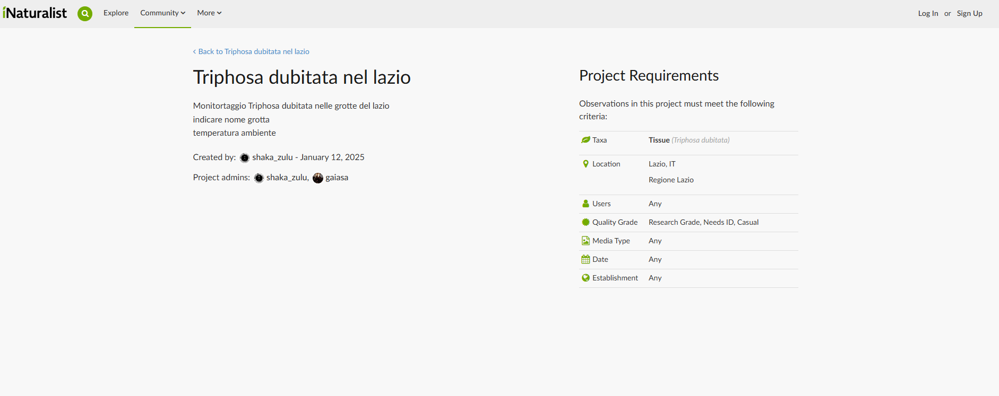 iNaturalist
Explore
Community
More
Log In or Sign Up
Back to Triphosa dubitata nel lazio
Triphosa dubitata nel lazio
Monitortaggio Triphosa dubitata nelle grotte del lazio
indicare nome grotta
temperatura ambiente
Created by: shaka_zulu - January 12, 2025
Project admins: shaka_zulu, gaiasa
Project Requirements
Observations in this project must meet the following
criteria:
Taxa Tissue (Triphosa dubitata)
Location Lazio, IT
Regione Lazio
Users Any
Quality Grade Research Grade, Needs ID, Casual
Media Type Any
Date Any
Establishment Any